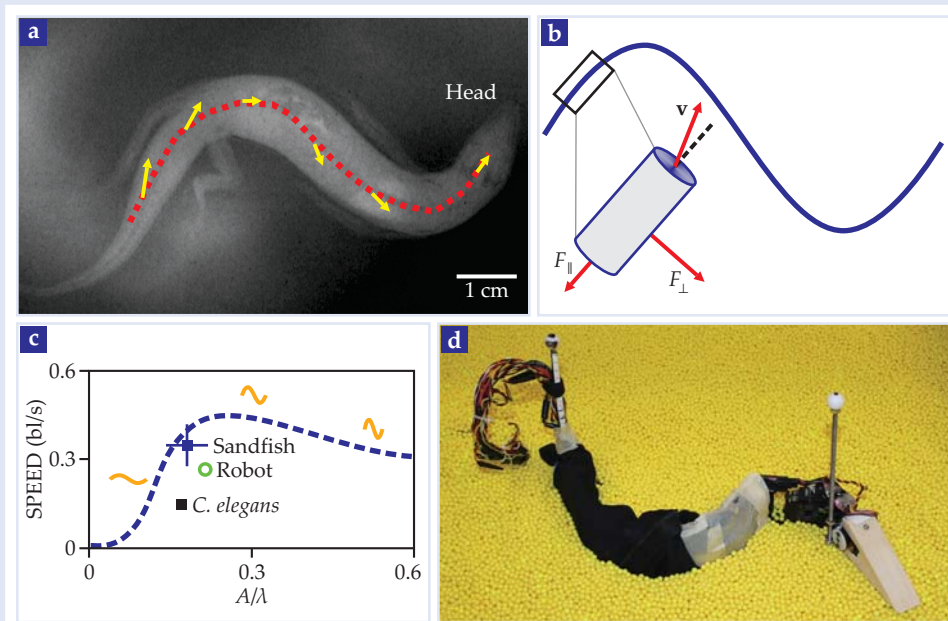 a
Head
1 cm
b
v
F∥
F⊥
c
SPEED (bl/s)
0.6
0.3
0
Sandfish
Robot
C. elegans
0
0.3
0.6
A/λ
d